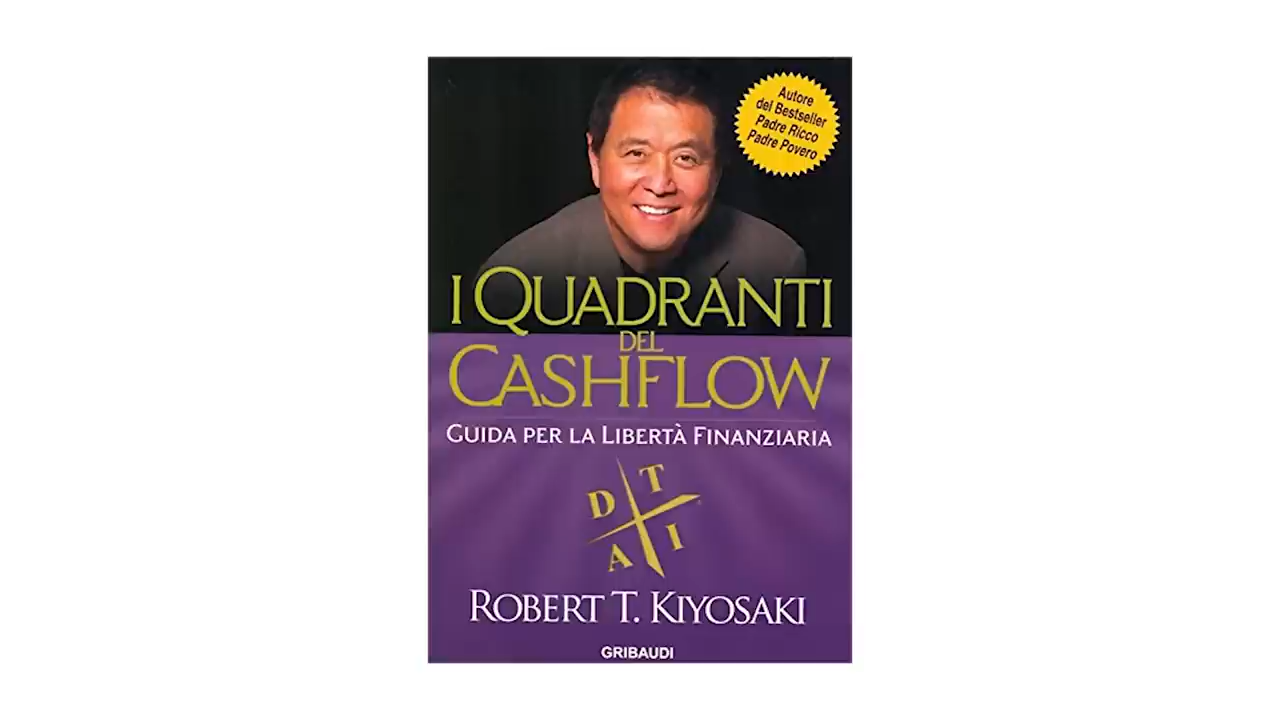 Autore
del Bestseller
Padre Ricco
Padre Povero
I QUADRANTI
DEL
CASHFLOW
GUIDA PER LA LIBERTÀ FINANZIARIA
D T
A I
ROBERT T. KIYOSAKI
GRIBAUDI